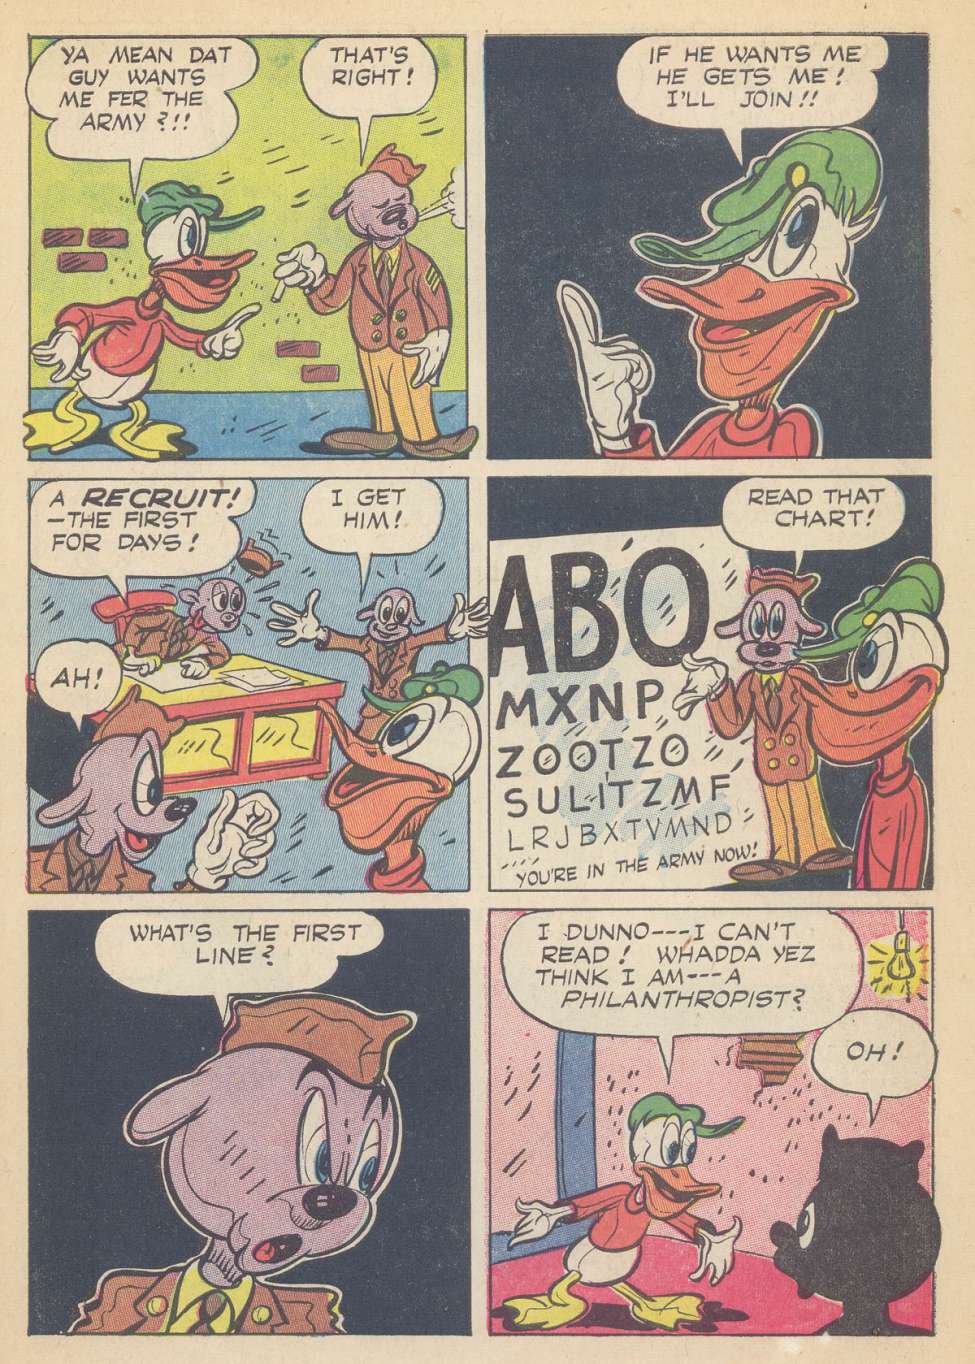 YA MEAN DAT
GUY WANTS
ME FER THE
ARMY?!!
THAT'S
RIGHT!
IF HE WANTS ME
HE GETS ME!
I'LL JOIN!!
A RECRUIT!
—THE FIRST
FOR DAYS!
I GET
HIM!
AH!
READ THAT
CHART!
ABO
MXNP
ZOOTZO
SULITZMF
LRJBXTVMND
YOU'RE IN THE ARMY NOW!
WHAT'S THE FIRST
LINE?
I DUNNO---I CAN'T
READ! WHADDA YEZ
THINK I AM---A
PHILANTHROPIST?
OH!